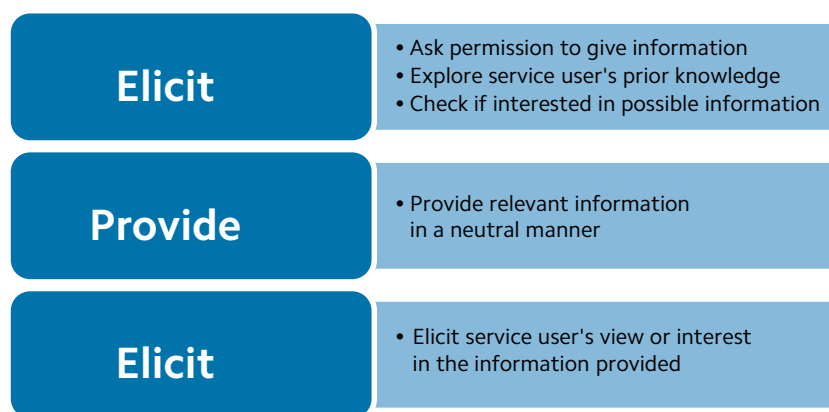 Elicit
• Ask permission to give information
• Explore service user's prior knowledge
• Check if interested in possible information
Provide
• Provide relevant information
in a neutral manner
Elicit
• Elicit service user's view or interest
in the information provided